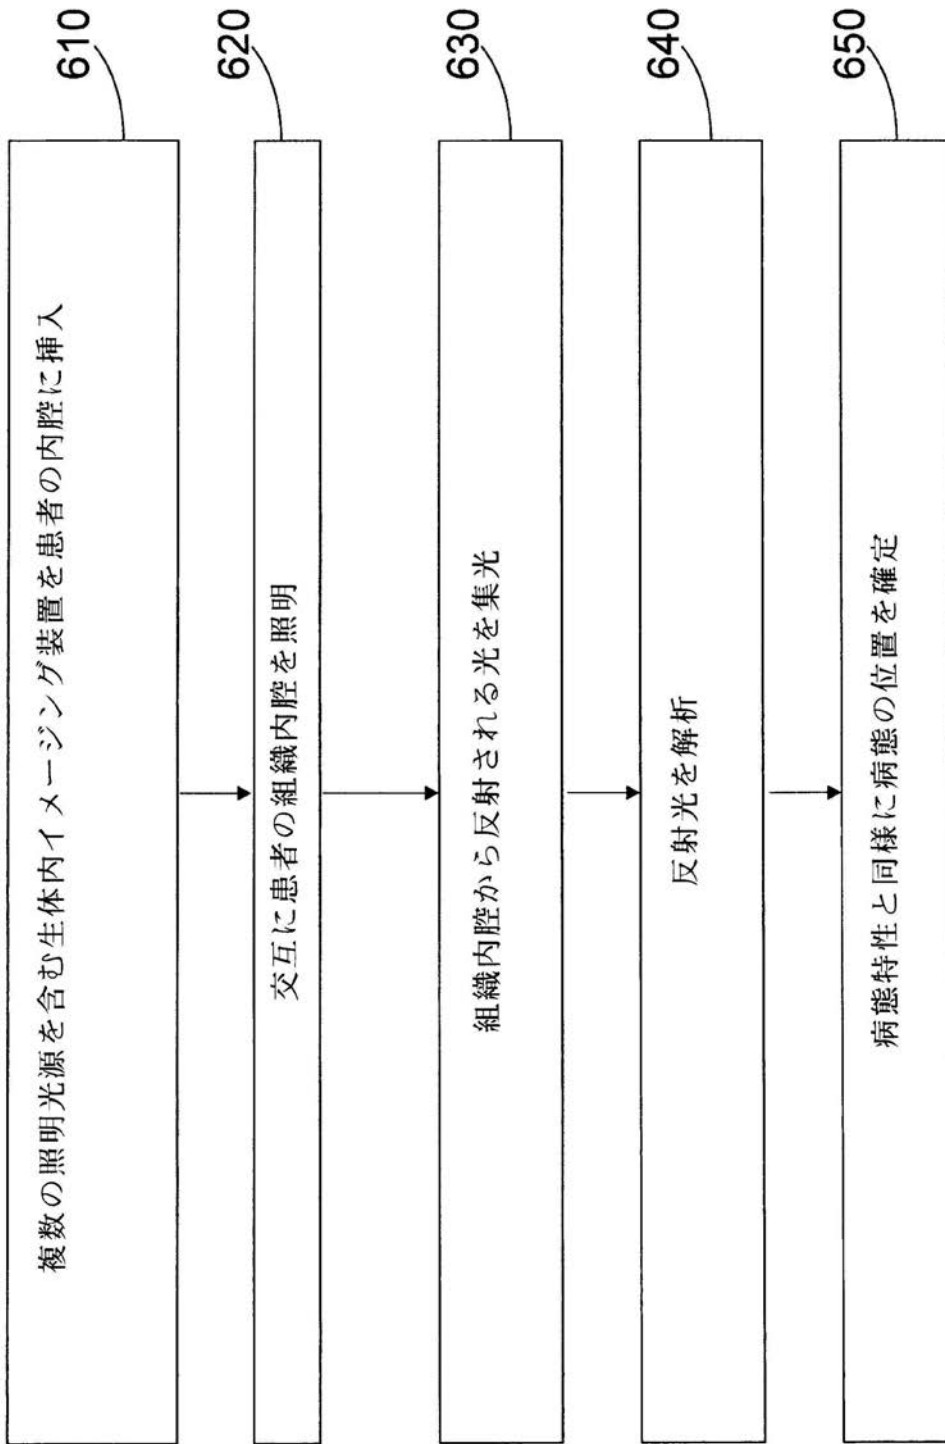 610
複数の照明光源を含む生体内イメージング装置を患者の内腔に挿入
620
交互に患者の組織内腔を照明
630
組織内腔から反射される光を集光
640
反射光を解析
650
病態特性と同様に病態の位置を確定